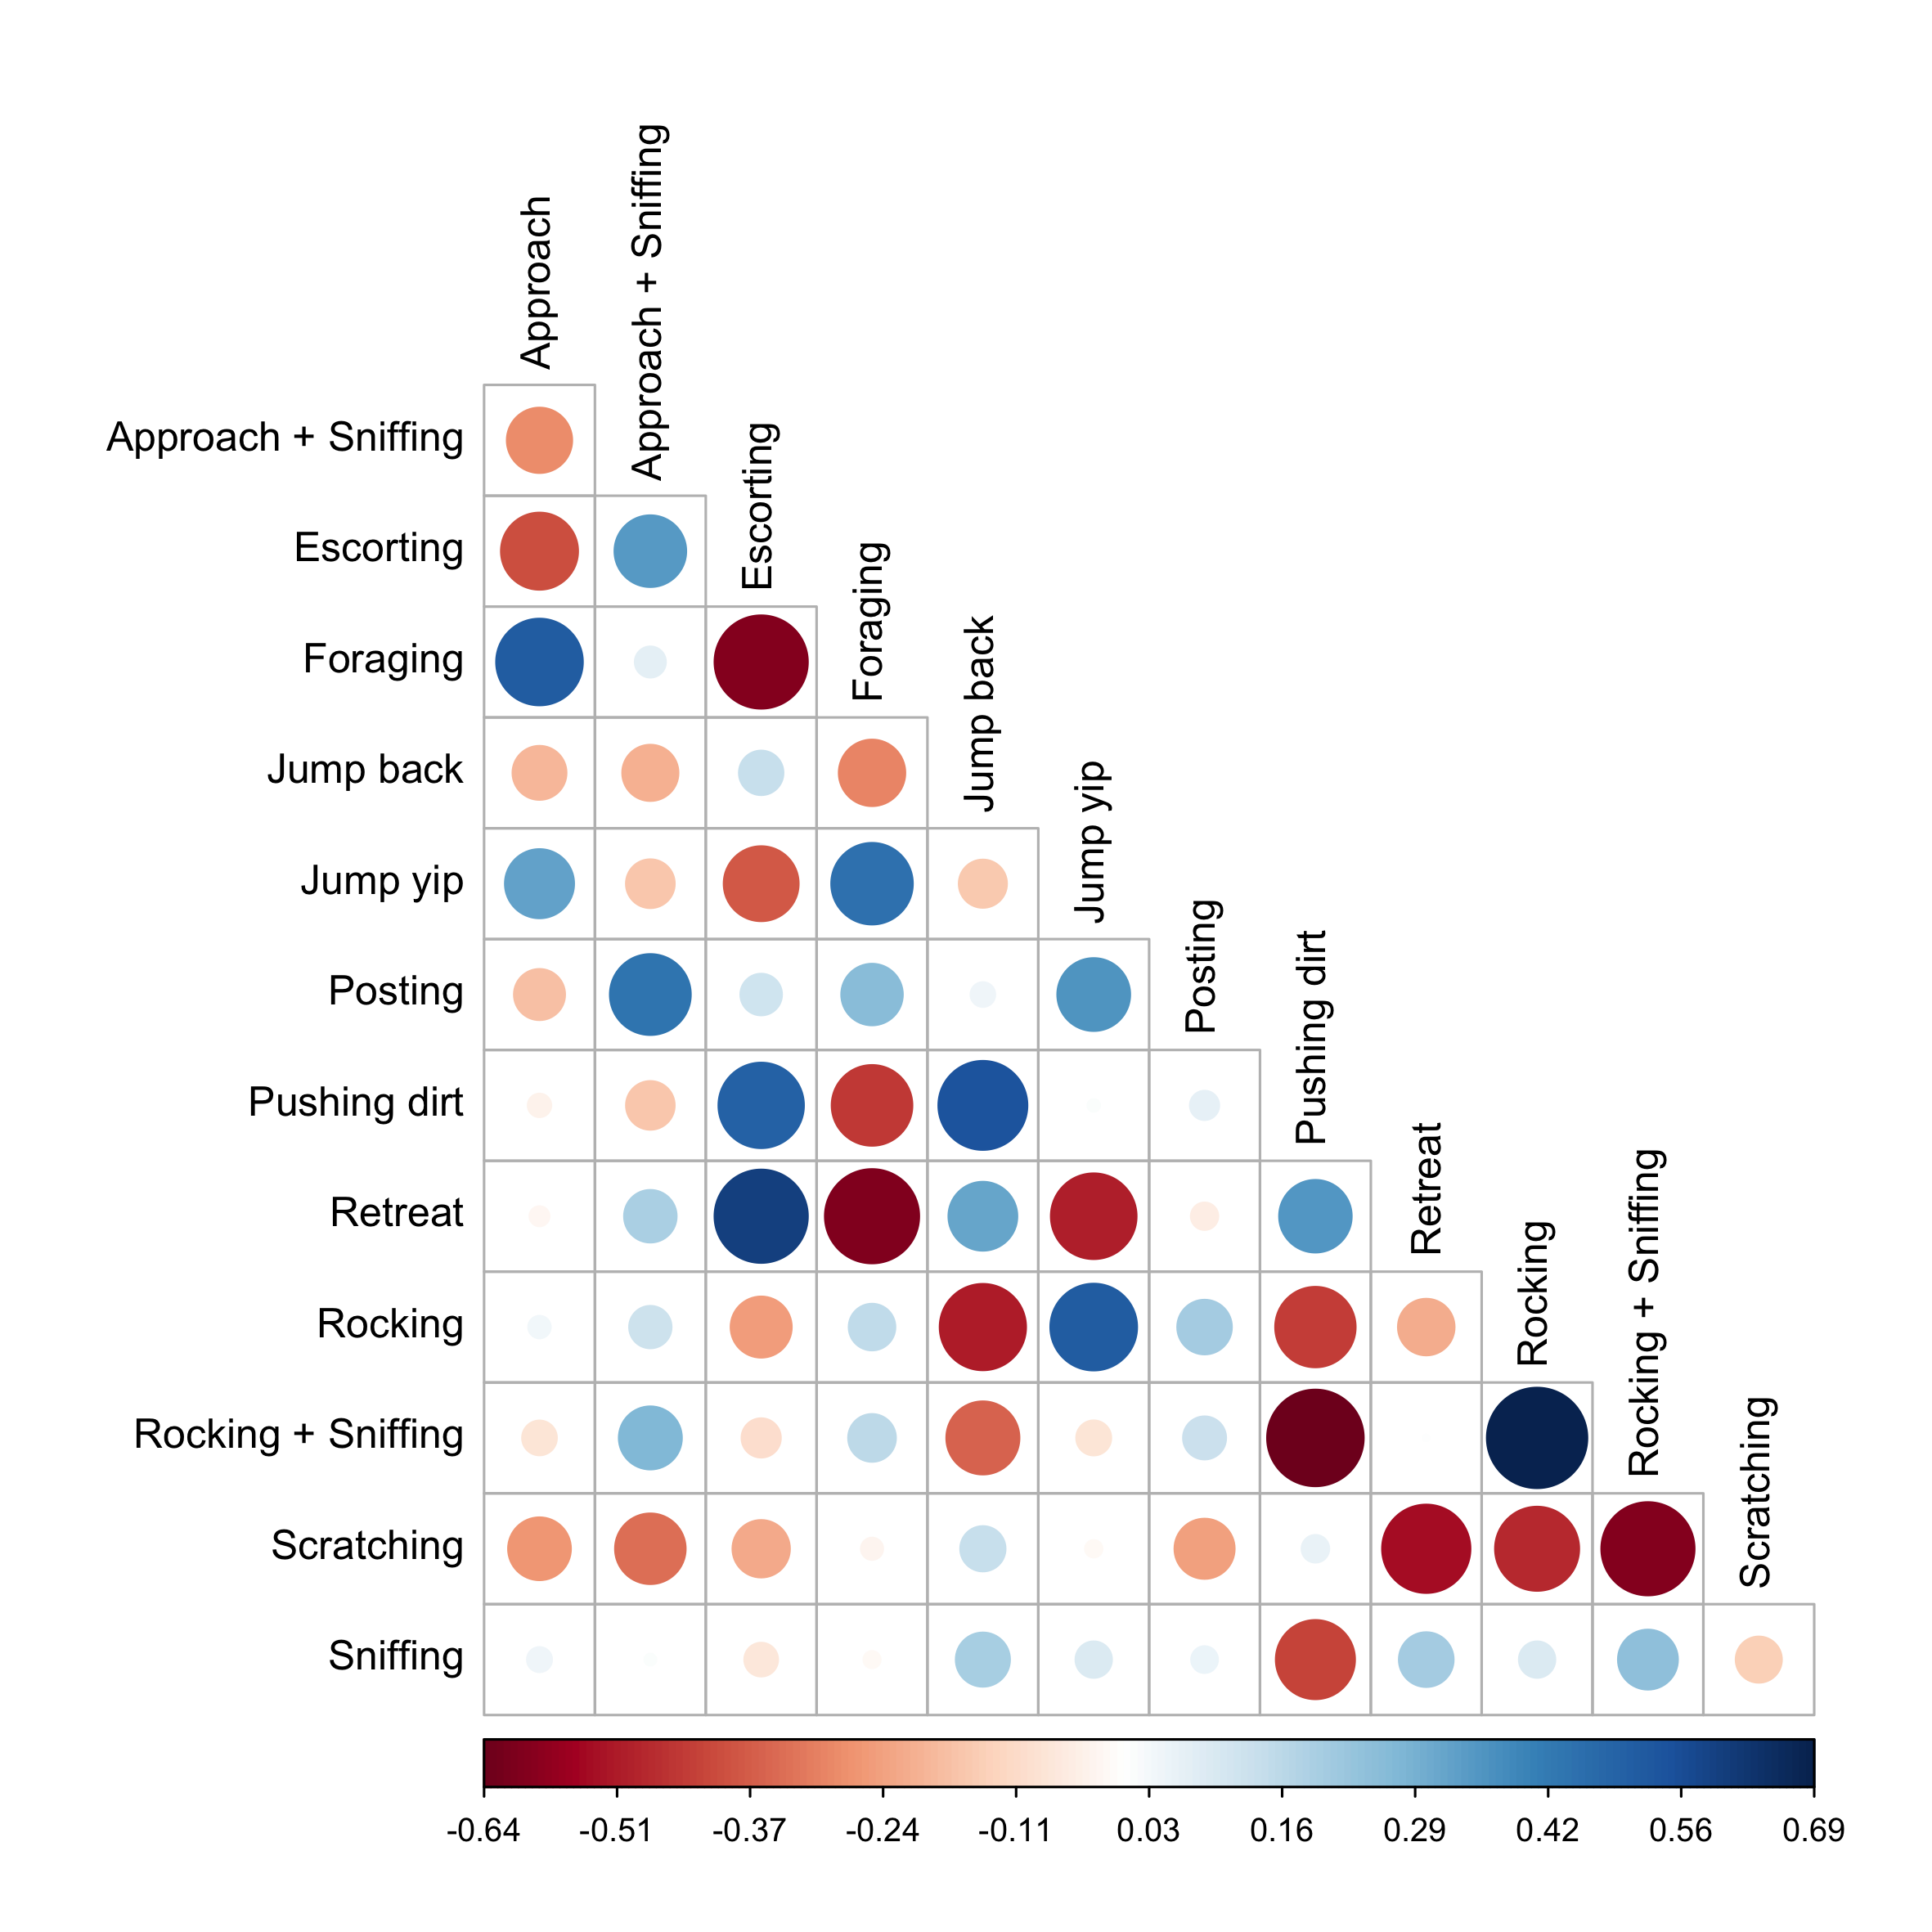 Approach
Approach + Sniffing
Escorting
Foraging
Jump back
Jump yip
Posting
Pushing dirt
Retreat
Rocking
Rocking + Sniffing
Scratching
Approach + Sniffing
Escorting
Foraging
Jump back
Jump yip
Posting
Pushing dirt
Retreat
Rocking
Rocking + Sniffing
Scratching
Sniffing
-0.64 -0.51 -0.37 -0.24 -0.11 0.03 0.16 0.29 0.42 0.56 0.69